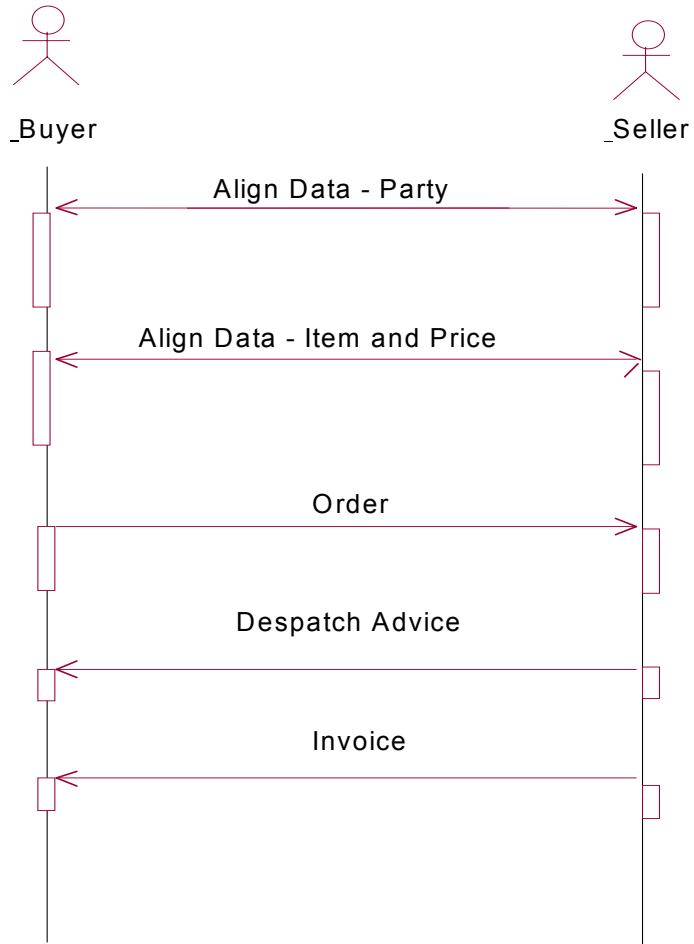 _Buyer
_Seller
Align Data - Party
Align Data - Item and Price
Order
Despatch Advice
Invoice